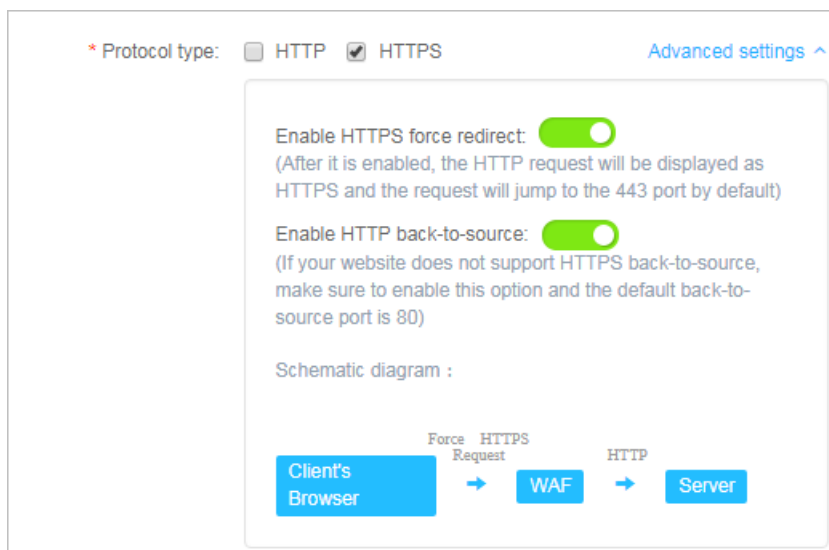 * Protocol type: HTTP HTTPS Advanced settings
Enable HTTPS force redirect:
(After it is enabled, the HTTP request will be displayed as
HTTPS and the request will jump to the 443 port by default)
Enable HTTP back-to-source:
(If your website does not support HTTPS back-to-source,
make sure to enable this option and the default back-to-
source port is 80)
Schematic diagram：
Force HTTPS
Request
HTTP
Client's
Browser
WAF
Server